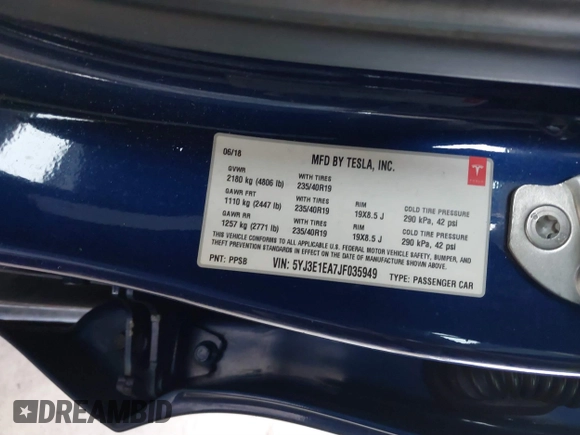 06/18 MFD BY TESLA, INC.
GVWR WITH TIRES
2180 kg (4806 lb) 235/40R19
GAWR FRT WITH TIRES RIM COLD TIRE PRESSURE
1110 kg (2447 lb) 235/40R19 19X8.5 J 290 kPa, 42 psi
GAWR RR WITH TIRES RIM COLD TIRE PRESSURE
1257 kg (2771 lb) 235/40R19 19X8.5 J 290 kPa, 42 psi
THIS VEHICLE CONFORMS TO ALL APPLICABLE U.S. FEDERAL MOTOR VEHICLE SAFETY, BUMPER, AND
THEFT PREVENTION STANDARDS IN EFFECT ON THE DATE OF MANUFACTURE SHOWN ABOVE.
PNT: PPSB VIN: 5YJ3E1EA7JF035949 TYPE: PASSENGER CAR
DREAMBID